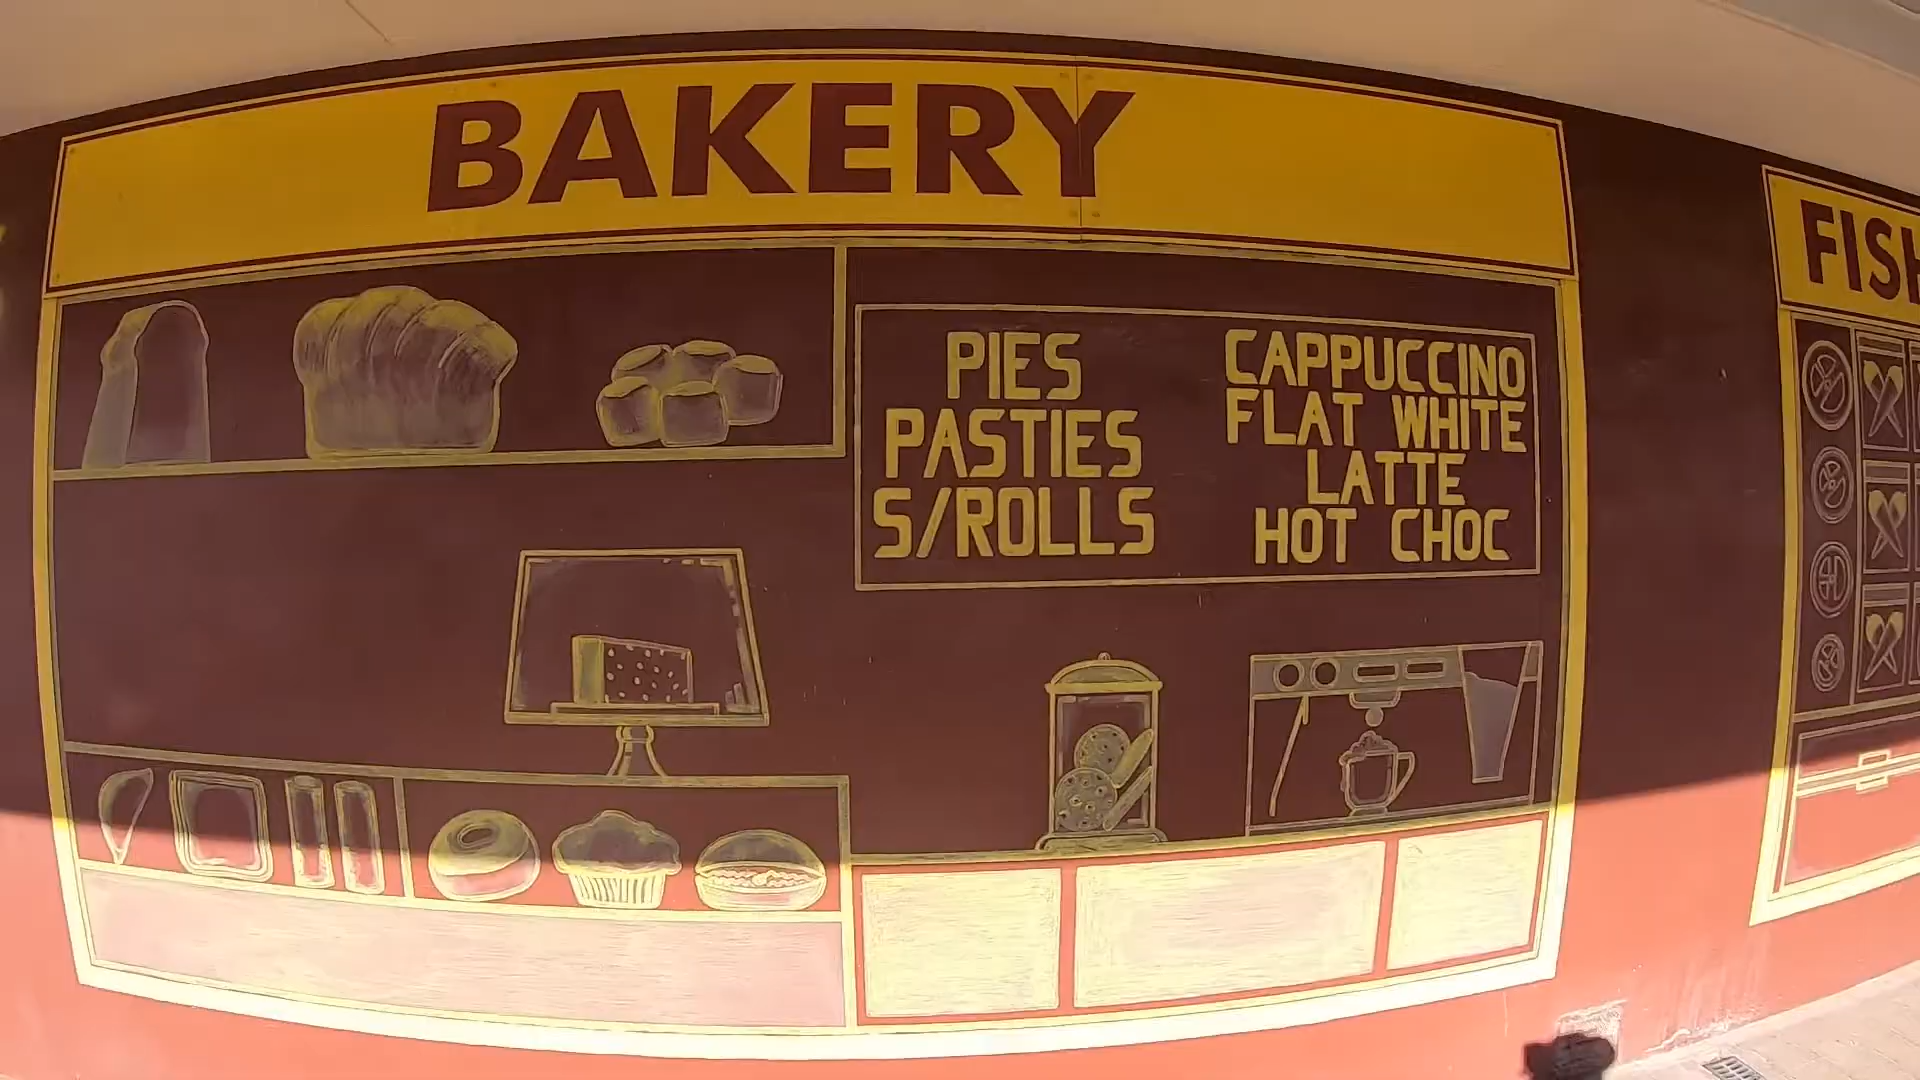 BAKERY
PIES
PASTIES
S/ROLLS
CAPPUCCINO
FLAT WHITE
LATTE
HOT CHOC
FISH